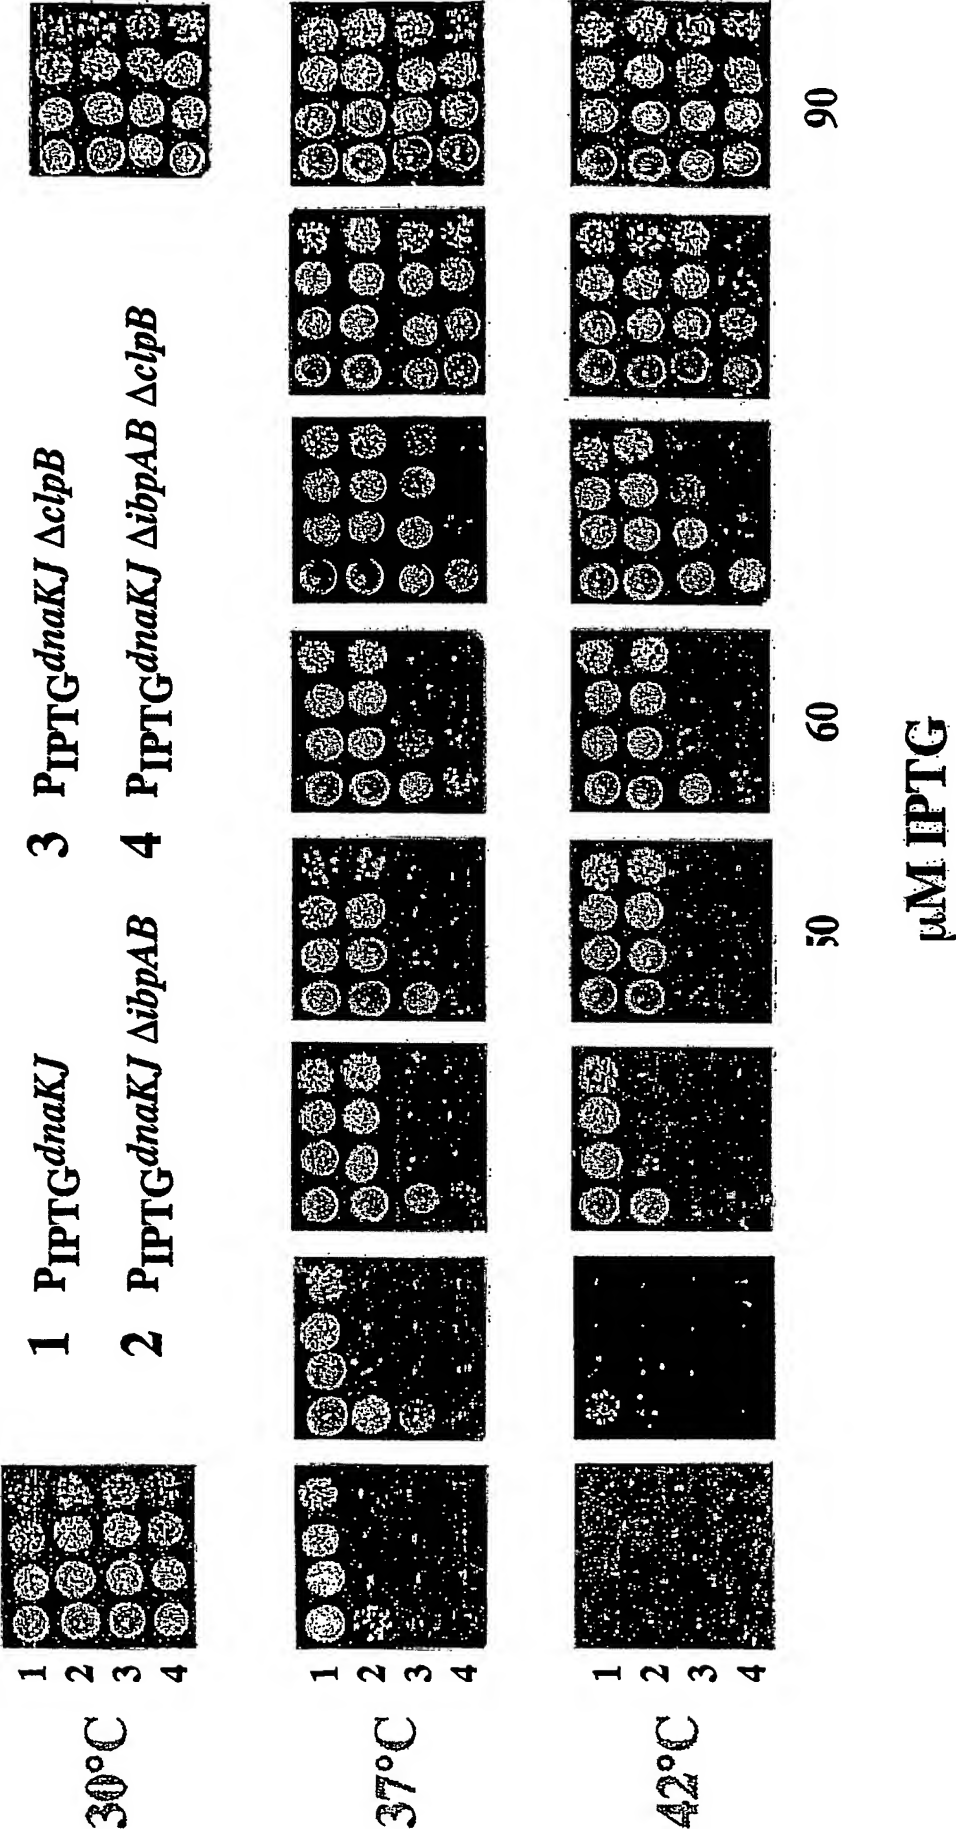 1 PIPTGdnaKJ
3 PIPTGdnaKJ ΔclpB
2 PIPTGdnaKJ ΔibpAB
4 PIPTGdnaKJ ΔibpAB ΔclpB
30°C
1
2
3
4
37°C
1
2
3
4
42°C
1
2
3
4
50
60
90
μM IPTG